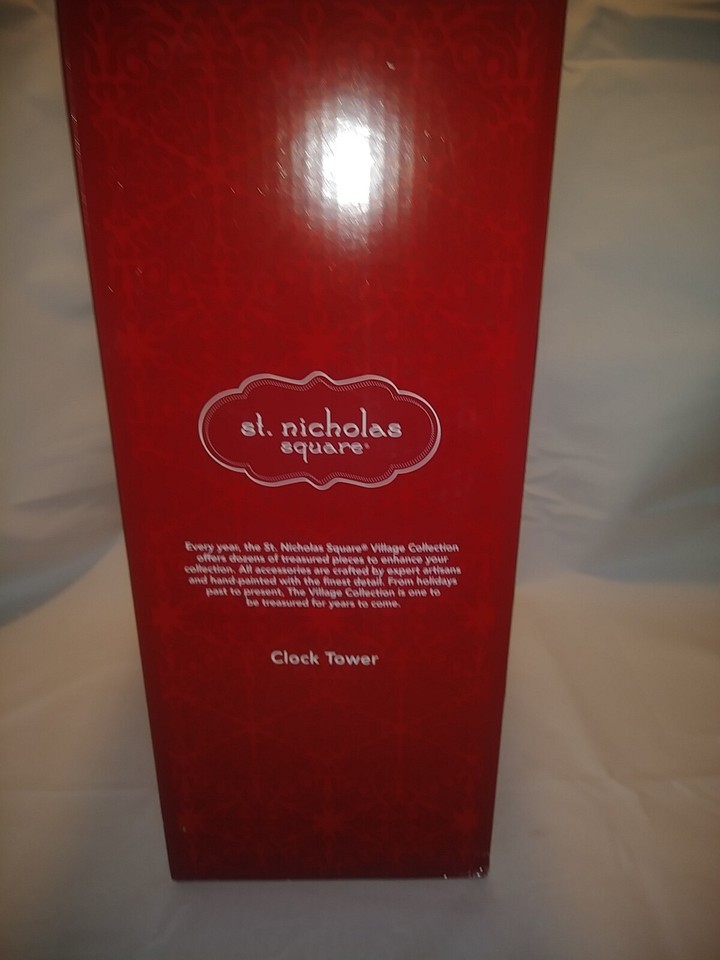 st. nicholas
square®
Every year, the St. Nicholas Square® Village Collection
offers dozens of treasured pieces to enhance your
collection. All accessories are crafted by expert artisans
and hand-painted with the finest detail. From holidays
past to present, The Village Collection is one to
be treasured for years to come.
Clock Tower